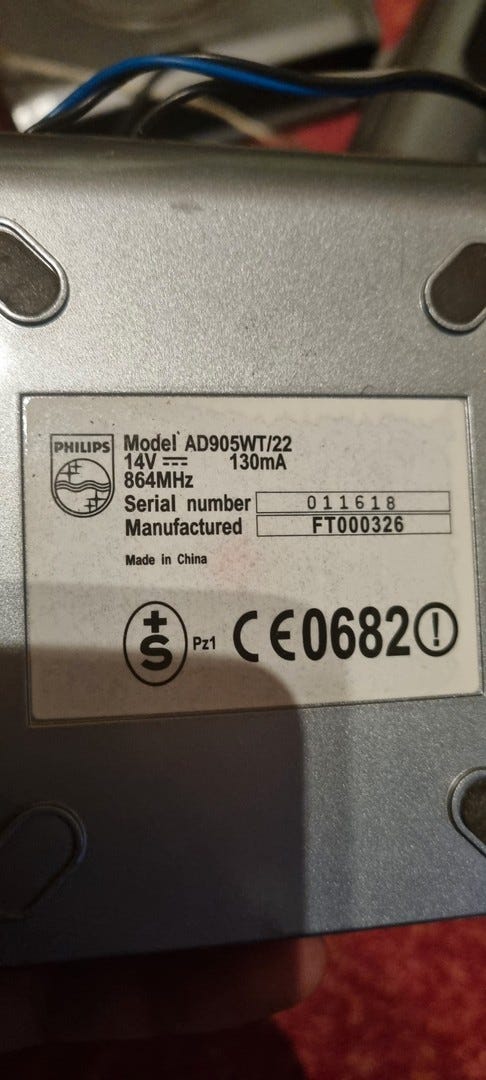 PHILIPS
Model AD905WT/22
14V 130mA
864MHz
Serial number 011618
Manufactured FT000326
Made in China
+S Pz1 CE0682!